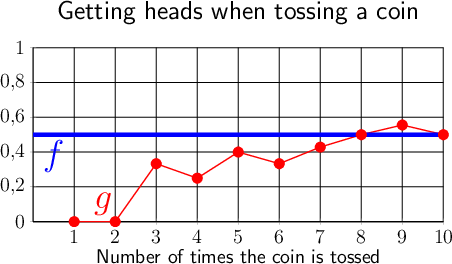 Getting heads when tossing a coin
1
0,8
0,6
0,4
0,2
0
f
g
1 2 3 4 5 6 7 8 9 10
Number of times the coin is tossed